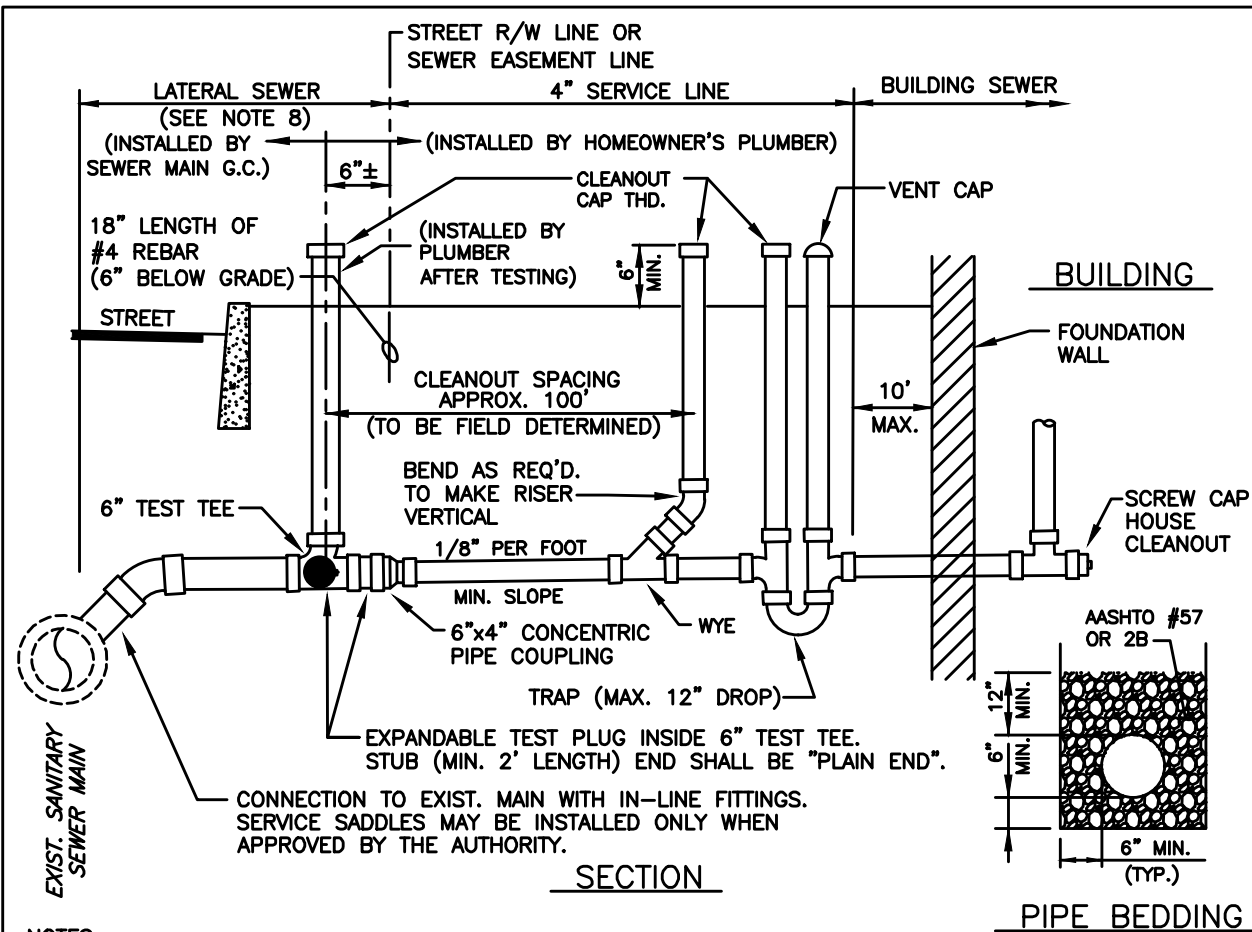 STREET R/W LINE OR
SEWER EASEMENT LINE
LATERAL SEWER
(SEE NOTE 8)
4" SERVICE LINE
BUILDING SEWER
(INSTALLED BY
SEWER MAIN G.C.)
(INSTALLED BY HOMEOWNER'S PLUMBER)
6"±
CLEANOUT
CAP THD.
VENT CAP
18" LENGTH OF
#4 REBAR
(6" BELOW GRADE)
(INSTALLED BY
PLUMBER
AFTER TESTING)
6"
MIN.
BUILDING
STREET
FOUNDATION
WALL
CLEANOUT SPACING
APPROX. 100'
(TO BE FIELD DETERMINED)
10'
MAX.
BEND AS REQ'D.
TO MAKE RISER
VERTICAL
6" TEST TEE
SCREW CAP
HOUSE
CLEANOUT
1/8" PER FOOT
MIN. SLOPE
6"x4" CONCENTRIC
PIPE COUPLING
WYE
AASHTO #57
OR 2B
TRAP (MAX. 12" DROP)
12"
MIN.
6"
MIN.
EXPANDABLE TEST PLUG INSIDE 6" TEST TEE.
STUB (MIN. 2' LENGTH) END SHALL BE "PLAIN END".
CONNECTION TO EXIST. MAIN WITH IN-LINE FITTINGS.
SERVICE SADDLES MAY BE INSTALLED ONLY WHEN
APPROVED BY THE AUTHORITY.
EXIST. SANITARY
SEWER MAIN
6" MIN.
(TYP.)
SECTION
PIPE BEDDING